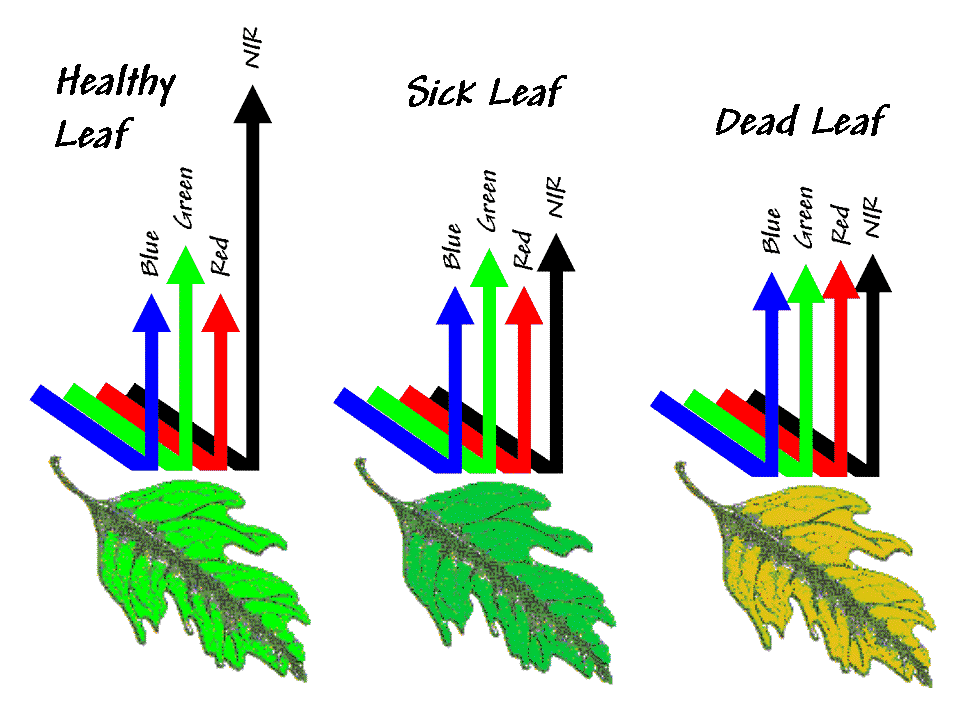 Healthy
Leaf
Blue
Green
Red
NIR
Sick Leaf
Blue
Green
Red
NIR
Dead Leaf
Blue
Green
Red
NIR